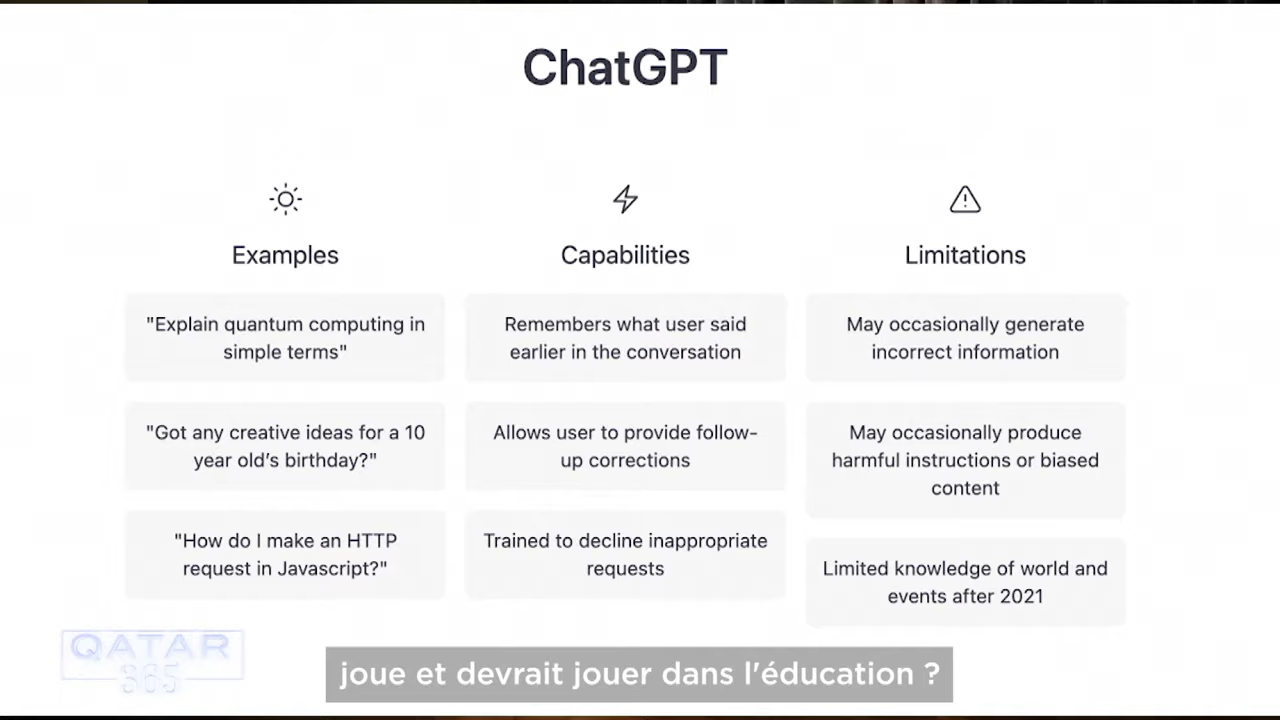 ChatGPT
Examples
"Explain quantum computing in
simple terms"
"Got any creative ideas for a 10
year old's birthday?"
"How do I make an HTTP
request in Javascript?"
Capabilities
Remembers what user said
earlier in the conversation
Allows user to provide follow-
up corrections
Trained to decline inappropriate
requests
Limitations
May occasionally generate
incorrect information
May occasionally produce
harmful instructions or biased
content
Limited knowledge of world and
events after 2021
QATAR
365
joue et devrait jouer dans l'éducation ?